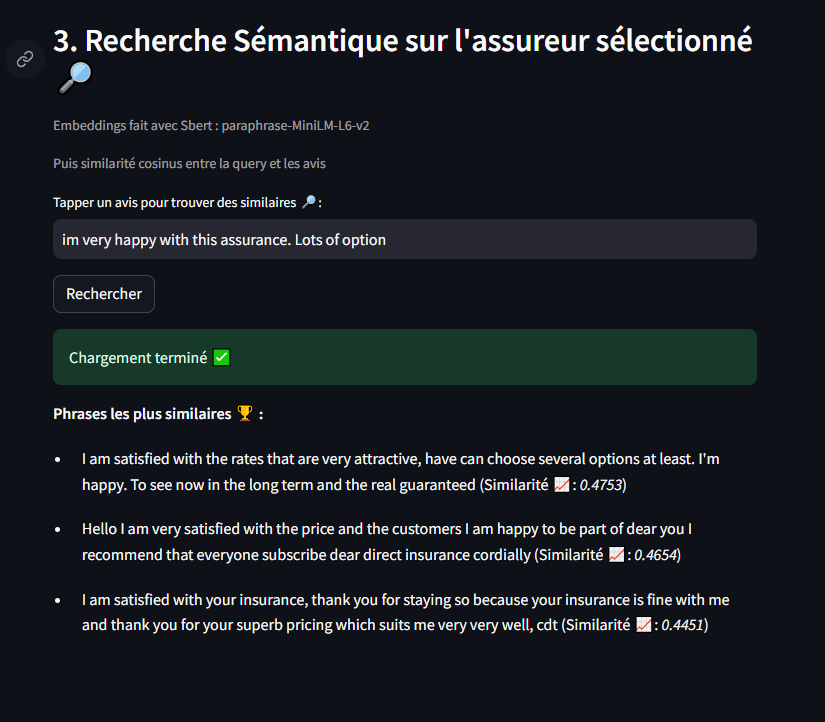 3. Recherche Sémantique sur l'assureur sélectionné
🔎
Embeddings fait avec Sbert : paraphrase-MiniLM-L6-v2
Puis similarité cosinus entre la query et les avis
Tapper un avis pour trouver des similaires 🔎 :
im very happy with this assurance. Lots of option
Rechercher
Chargement terminé ✅
Phrases les plus similaires 🏆 :
• I am satisfied with the rates that are very attractive, have can choose several options at least. I'm
happy. To see now in the long term and the real guaranteed (Similarité 📈 : 0.4753)
• Hello I am very satisfied with the price and the customers I am happy to be part of dear you I
recommend that everyone subscribe dear direct insurance cordially (Similarité 📈 : 0.4654)
• I am satisfied with your insurance, thank you for staying so because your insurance is fine with me
and thank you for your superb pricing which suits me very very well, cdt (Similarité 📈 : 0.4451)